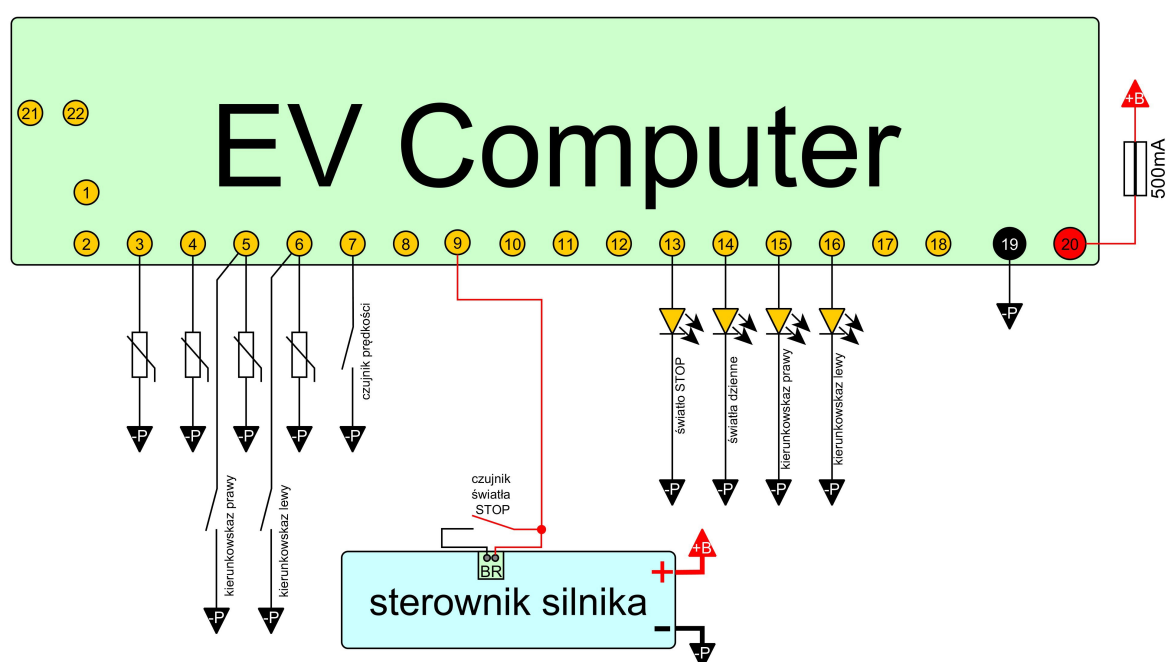 EV Computer
21
22
1
2
3
4
5
6
7
8
9
10
11
12
13
14
15
16
17
18
19
20
+B
500mA
-P
czujnik prędkości
-P
-P
-P
-P
-P
światło STOP
światła dzienne
kierunkowskaz prawy
kierunkowskaz lewy
-P
-P
-P
-P
kierunkowskaz prawy
kierunkowskaz lewy
-P
-P
czujnik
światła
STOP
BR
sterownik silnika
+
+B
-
-P